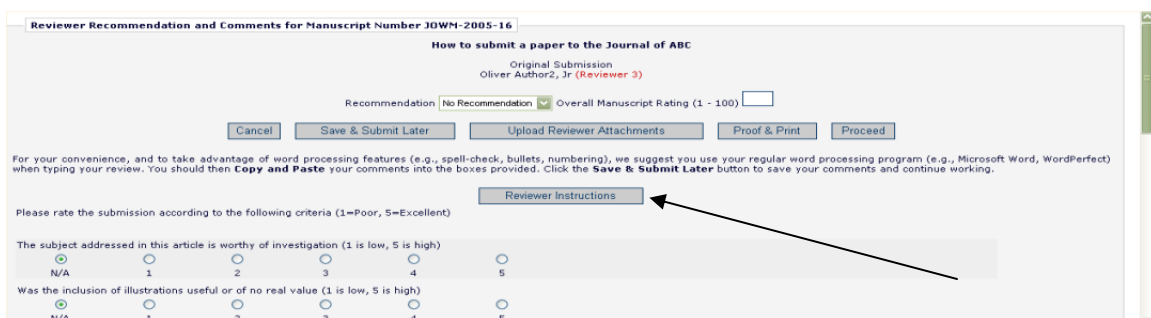 Reviewer Recommendation and Comments for Manuscript Number JOWM-2005-16
How to submit a paper to the Journal of ABC
Original Submission
Oliver Author2, Jr (Reviewer 3)
Recommendation No Recommendation Overall Manuscript Rating (1 - 100)
Cancel Save & Submit Later Upload Reviewer Attachments Proof & Print Proceed
For your convenience, and to take advantage of word processing features (e.g., spell-check, bullets, numbering), we suggest you use your regular word processing program (e.g., Microsoft Word, WordPerfect)
when typing your review. You should then Copy and Paste your comments into the boxes provided. Click the Save & Submit Later button to save your comments and continue working.
Reviewer Instructions
Please rate the submission according to the following criteria (1=Poor, 5=Excellent)
The subject addressed in this article is worthy of investigation (1 is low, 5 is high)
N/A 1 2 3 4 5
Was the inclusion of illustrations useful or of no real value (1 is low, 5 is high)
N/A 1 2 3 4 5